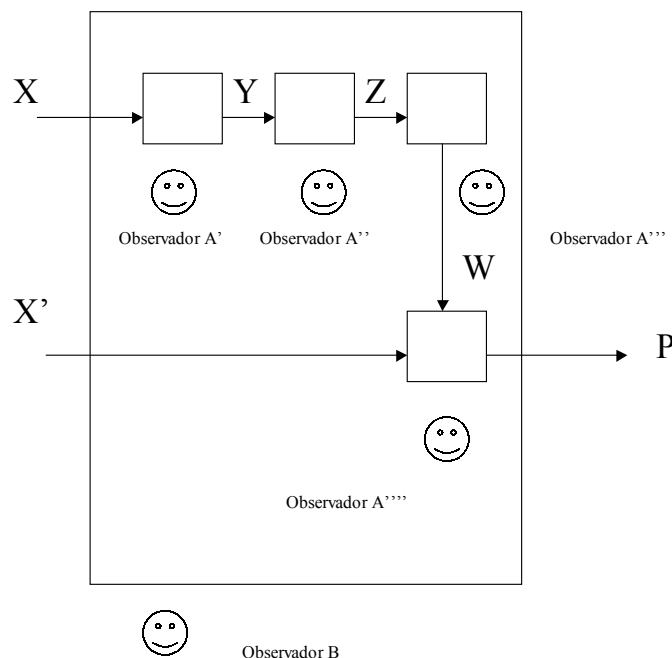 X
Y
Z
Observador A’
Observador A’’
Observador A’’’
W
X’
P
Observador A’’’’
Observador B